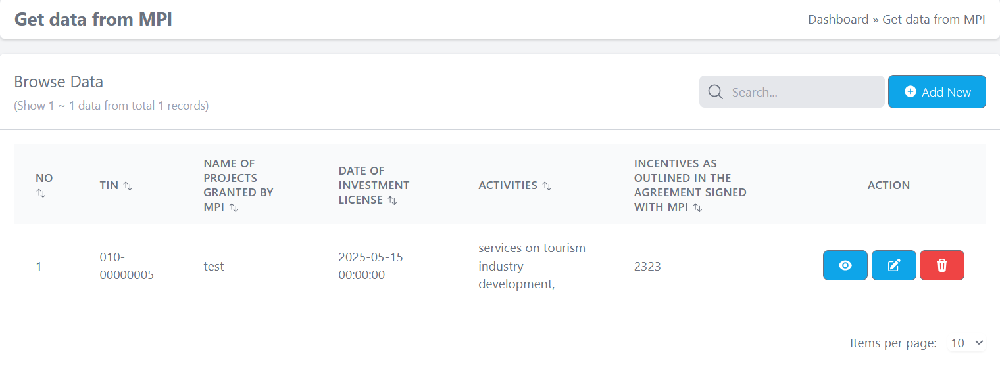 Get data from MPI
Dashboard » Get data from MPI
Browse Data
(Show 1 ~ 1 data from total 1 records)
Search...
Add New
NO
TIN
NAME OF
PROJECTS
GRANTED BY
MPI
DATE OF
INVESTMENT
LICENSE
ACTIVITIES
INCENTIVES AS
OUTLINED IN THE
AGREEMENT SIGNED
WITH MPI
ACTION
1
010-
00000005
test
2025-05-15
00:00:00
services on tourism
industry
development,
2323
Items per page: 10